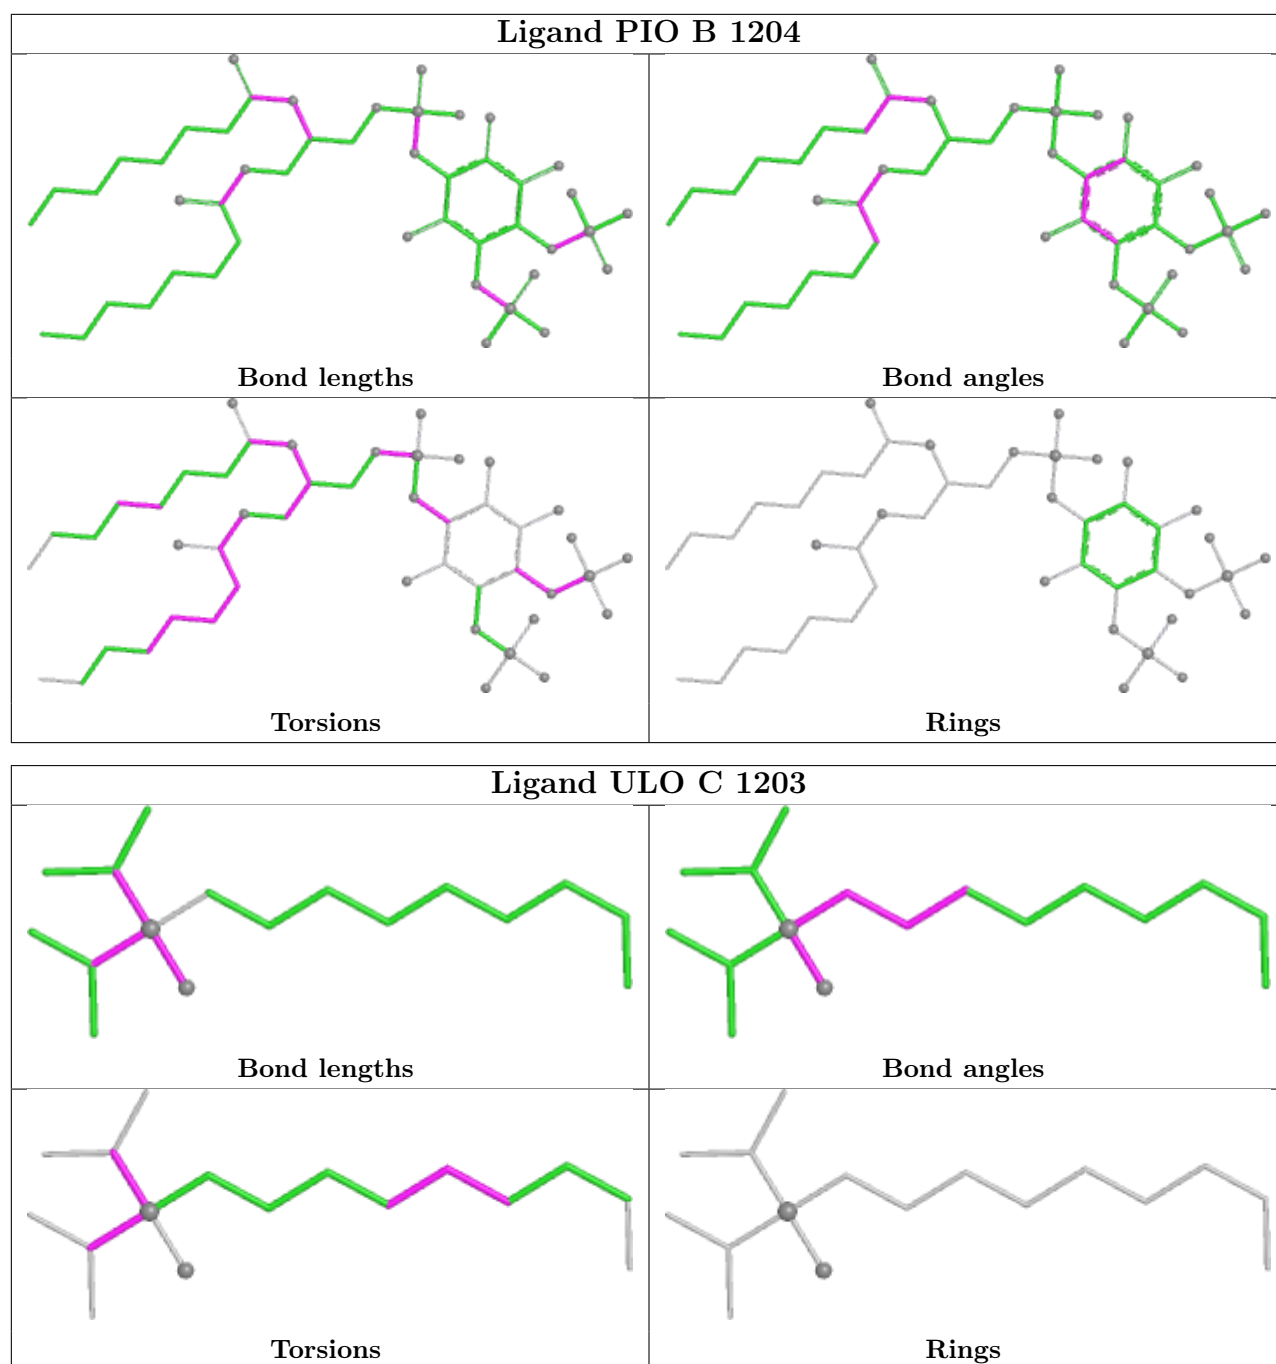 Ligand PIO B 1204
Bond lengths
Bond angles
Torsions
Rings
Ligand ULO C 1203
Bond lengths
Bond angles
Torsions
Rings